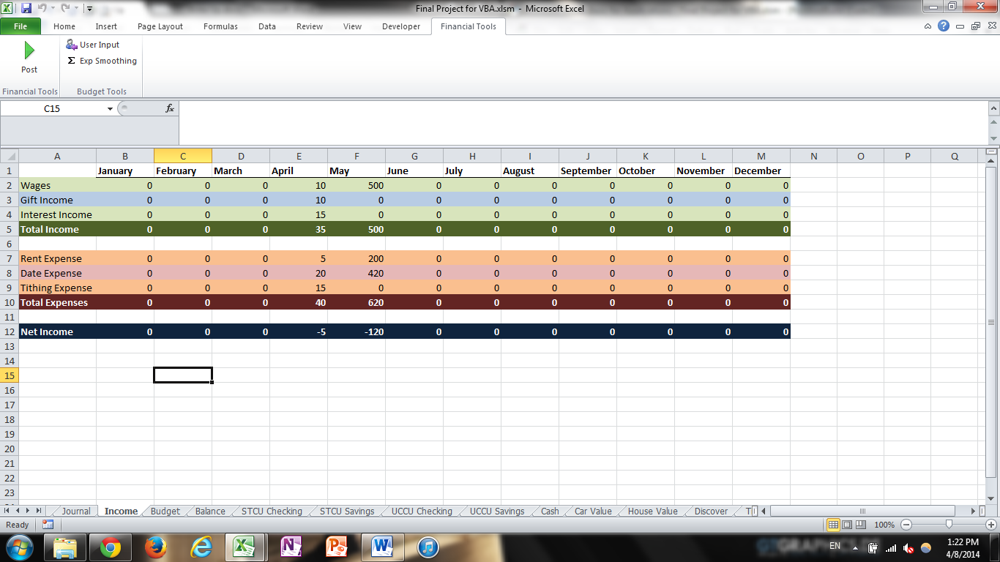 Final Project for VBA.xlsm - Microsoft Excel
File Home Insert Page Layout Formulas Data Review View Developer Financial Tools
User Input
Σ Exp Smoothing
Post
Financial Tools Budget Tools
C15 fx
A B C D E F G H I J K L M N O P Q
1 January February March April May June July August September October November December
2 Wages 0 0 0 10 500 0 0 0 0 0 0 0
3 Gift Income 0 0 0 10 0 0 0 0 0 0 0 0
4 Interest Income 0 0 0 15 0 0 0 0 0 0 0 0
5 Total Income 0 0 0 35 500 0 0 0 0 0 0 0
6
7 Rent Expense 0 0 0 5 200 0 0 0 0 0 0 0
8 Date Expense 0 0 0 20 420 0 0 0 0 0 0 0
9 Tithing Expense 0 0 0 15 0 0 0 0 0 0 0 0
10 Total Expenses 0 0 0 40 620 0 0 0 0 0 0 0
11
12 Net Income 0 0 0 -5 -120 0 0 0 0 0 0 0
13
14
15
16
17
18
19
20
21
22
23
Journal Income Budget Balance STCU Checking STCU Savings UCCU Checking UCCU Savings Cash Car Value House Value Discover T
Ready 100%
EN 1:22 PM
4/8/2014